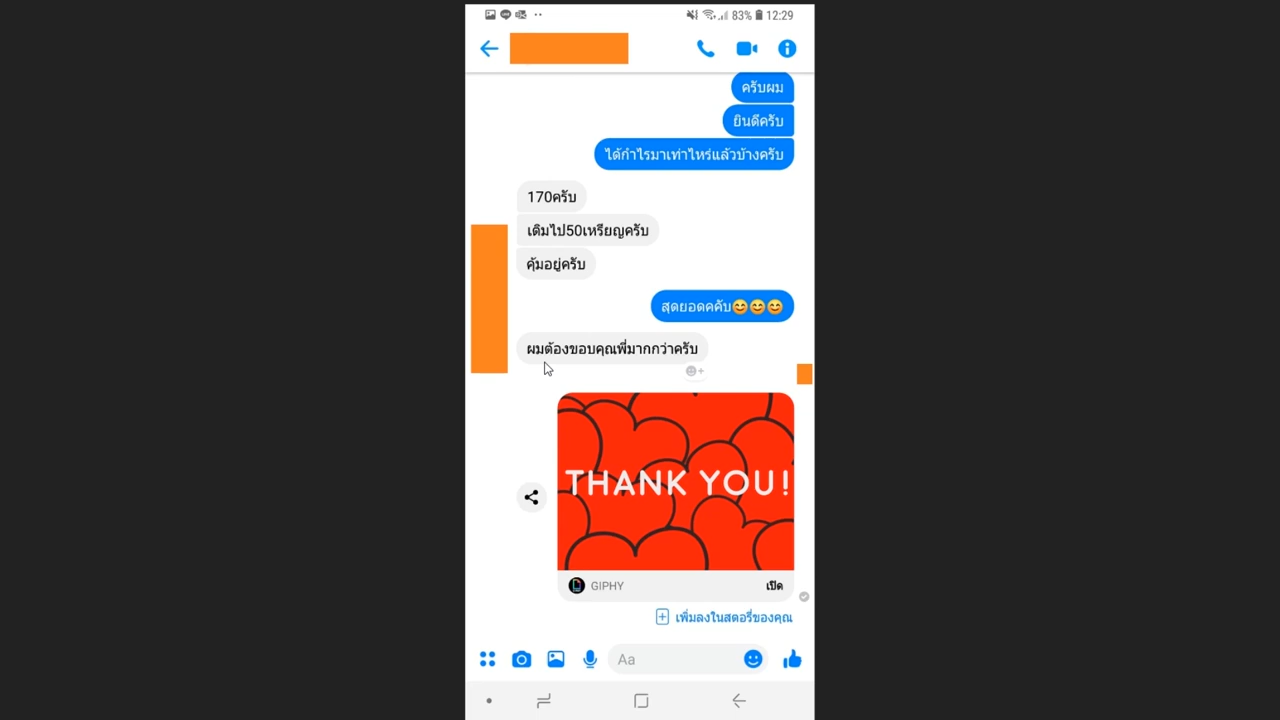 83% 12:29
ครับผม
ยินดีครับ
ได้กำไรมาเท่าไหร่แล้วบ้างครับ
170ครับ
เติมไป50เหรียญครับ
คุ้มอยู่ครับ
สุดยอดคคับ😊😊😊
ผมต้องขอบคุณพี่มากกว่าครับ
THANK YOU!
GIPHY เปิด
เพิ่มลงในสตอรี่ของคุณ
Aa